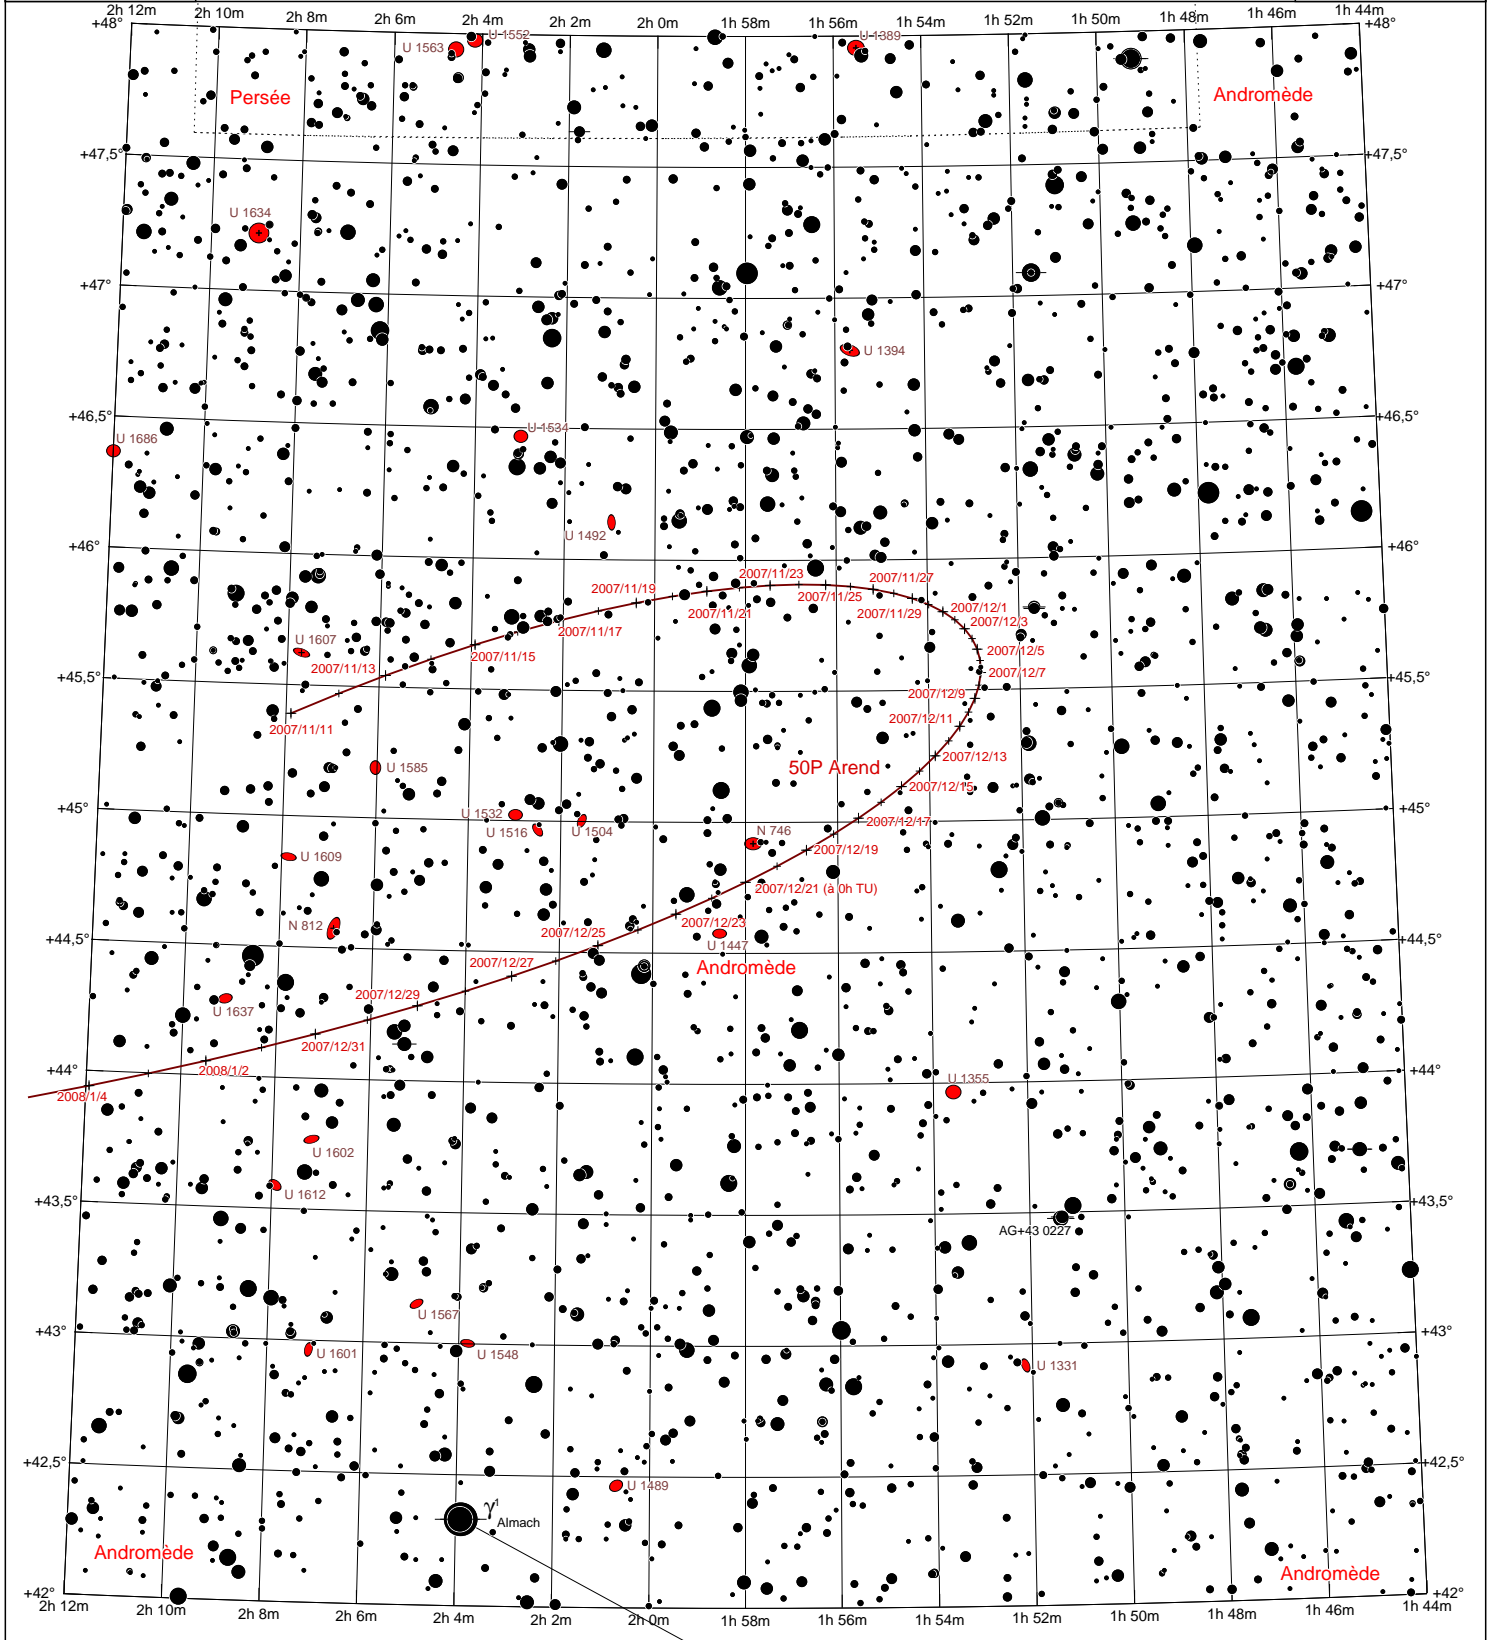 2h 12m 2h 10m 2h 8m 2h 6m 2h 4m 2h 2m 2h 0m 1h 58m 1h 56m 1h 54m 1h 52m 1h 50m 1h 48m 1h 46m 1h 44m
+48° +48°
U 1563 U 1552 U 1389
Persée Andromède
+47,5° +47,5°
U 1634
+47° +47°
U 1394
+46,5° +46,5°
U 1686 U 1534
U 1492
+46° +46°
2007/11/23 2007/11/27
2007/11/19 2007/11/25
2007/11/21 2007/11/29 2007/12/1
2007/12/3
2007/11/17
U 1607 2007/12/5
2007/11/15
2007/11/13 2007/12/7
+45,5° +45,5°
2007/12/9
2007/11/11 2007/12/11
2007/12/13
U 1585 50P Arend
2007/12/15
+45° +45°
U 1532 2007/12/17
U 1516 U 1504 N 746
2007/12/19
U 1609
2007/12/21 (à 0h TU)
N 812 2007/12/23
2007/12/25
+44,5° U 1447 +44,5°
2007/12/27 Andromède
2007/12/29
U 1637
2007/12/31
2008/1/2
+44° +44°
U 1355
2008/1/4
U 1602
U 1612
+43,5° +43,5°
AG+43 0227
U 1567
+43° +43°
U 1601 U 1548 U 1331
+42,5° +42,5°
U 1489
γ1
Almach
Andromède Andromède
+42° +42°
2h 12m 2h 10m 2h 8m 2h 6m 2h 4m 2h 2m 2h 0m 1h 58m 1h 56m 1h 54m 1h 52m 1h 50m 1h 48m 1h 46m 1h 44m